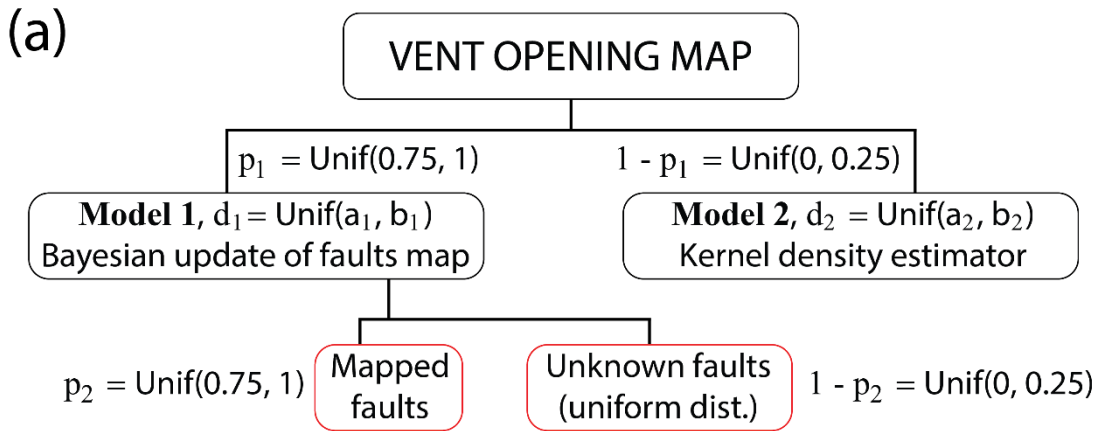 (a)
VENT OPENING MAP
p₁ = Unif(0.75, 1)
1 - p₁ = Unif(0, 0.25)
Model 1, d₁= Unif(a₁, b₁)
Bayesian update of faults map
Model 2, d₂ = Unif(a₂, b₂)
Kernel density estimator
p₂ = Unif(0.75, 1)
Mapped
faults
Unknown faults
(uniform dist.)
1 - p₂ = Unif(0, 0.25)